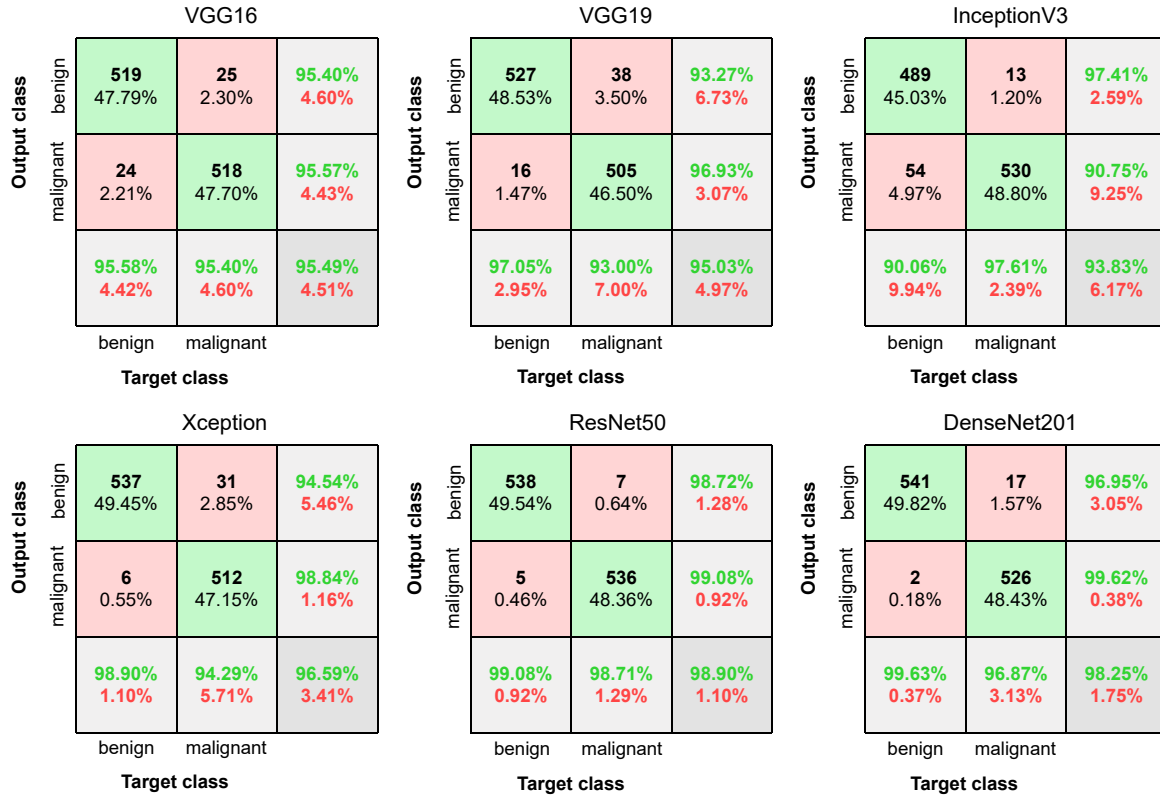 VGG16
VGG19
InceptionV3
Output class
benign
519
47.79%
25
2.30%
95.40%
4.60%
malignant
24
2.21%
518
47.70%
95.57%
4.43%
95.58%
4.42%
95.40%
4.60%
95.49%
4.51%
benign
malignant
Target class
Output class
benign
527
48.53%
38
3.50%
93.27%
6.73%
malignant
16
1.47%
505
46.50%
96.93%
3.07%
97.05%
2.95%
93.00%
7.00%
95.03%
4.97%
benign
malignant
Target class
Output class
benign
489
45.03%
13
1.20%
97.41%
2.59%
malignant
54
4.97%
530
48.80%
90.75%
9.25%
90.06%
9.94%
97.61%
2.39%
93.83%
6.17%
benign
malignant
Target class
Xception
ResNet50
DenseNet201
Output class
benign
537
49.45%
31
2.85%
94.54%
5.46%
malignant
6
0.55%
512
47.15%
98.84%
1.16%
98.90%
1.10%
94.29%
5.71%
96.59%
3.41%
benign
malignant
Target class
Output class
benign
538
49.54%
7
0.64%
98.72%
1.28%
malignant
5
0.46%
536
48.36%
99.08%
0.92%
99.08%
0.92%
98.71%
1.29%
98.90%
1.10%
benign
malignant
Target class
Output class
benign
541
49.82%
17
1.57%
96.95%
3.05%
malignant
2
0.18%
526
48.43%
99.62%
0.38%
99.63%
0.37%
96.87%
3.13%
98.25%
1.75%
benign
malignant
Target class